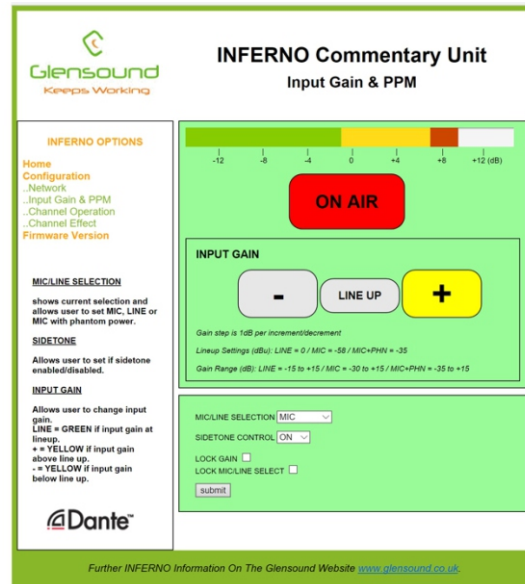 Glensound
Keeps Working
INFERNO Commentary Unit
Input Gain & PPM
INFERNO OPTIONS
Home
Configuration
..Network
..Input Gain & PPM
..Channel Operation
..Channel Effect
Firmware Version
MIC/LINE SELECTION
shows current selection and
allows user to set MIC, LINE or
MIC with phantom power.
SIDETONE
Allows user to set if sidetone
enabled/disabled.
INPUT GAIN
Allows user to change input
gain.
LINE = GREEN if input gain at
lineup.
+ = YELLOW if input gain
above line up.
- = YELLOW if input gain
below line up.
Dante™
-12 -8 -4 0 +4 +8 +12 (dB)
ON AIR
INPUT GAIN
- LINE UP +
Gain step is 1dB per increment/decrement
Lineup Settings (dBu): LINE = 0 / MIC = -58 / MIC+PHN = -35
Gain Range (dB): LINE = -15 to +15 / MIC = -30 to +15 / MIC+PHN = -35 to +15
MIC/LINE SELECTION MIC
SIDETONE CONTROL ON
LOCK GAIN
LOCK MIC/LINE SELECT
submit
Further INFERNO Information On The Glensound Website www.glensound.co.uk.